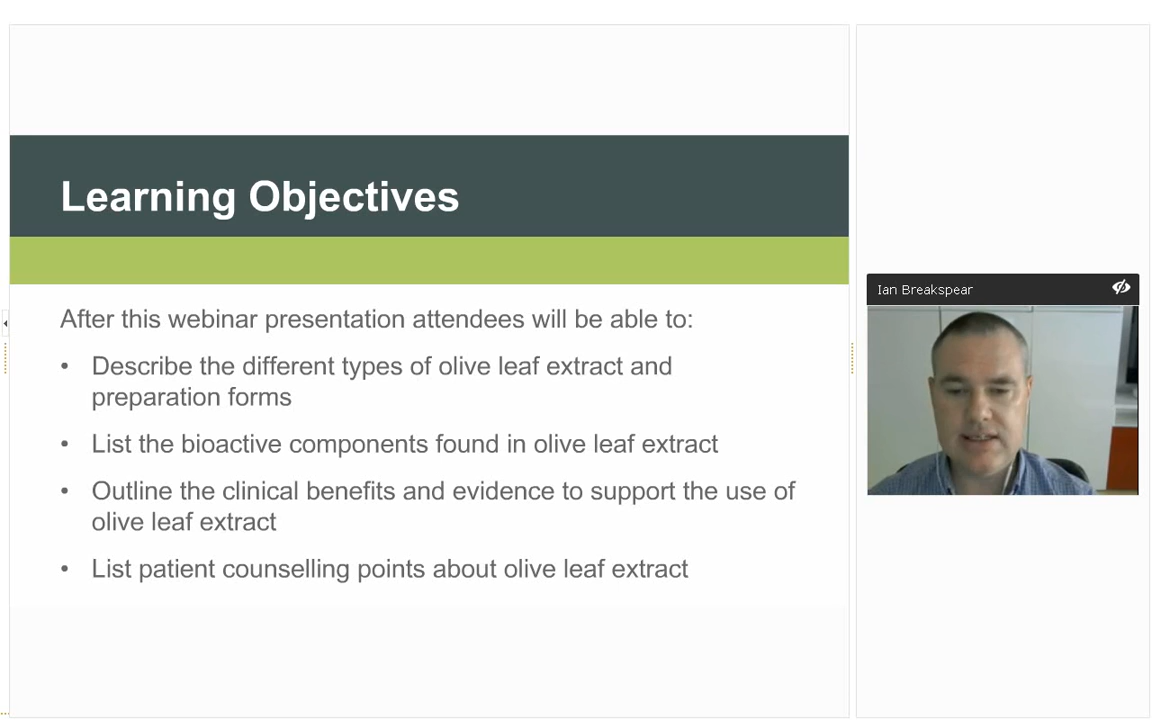 Learning Objectives
After this webinar presentation attendees will be able to:
• Describe the different types of olive leaf extract and
preparation forms
• List the bioactive components found in olive leaf extract
• Outline the clinical benefits and evidence to support the use of
olive leaf extract
• List patient counselling points about olive leaf extract
Ian Breakspear